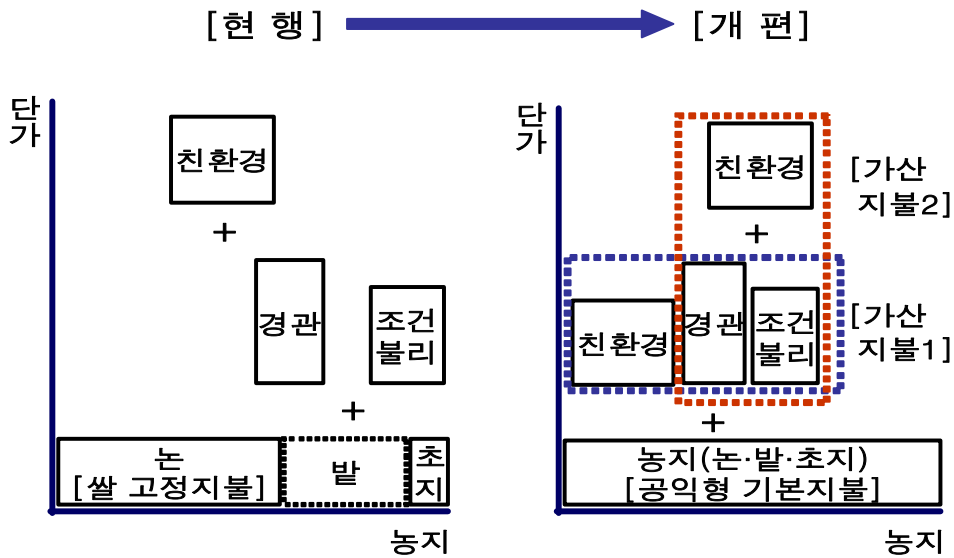 [현 행]
[개 편]
단
가
친환경
+
경관
조건
불리
+
논
[쌀 고정지불]
밭
초
지
농지
단
가
친환경
[가산
지불2]
+
친환경
경관
조건
불리
[가산
지불1]
+
농지(논·밭·초지)
[공익형 기본지불]
농지